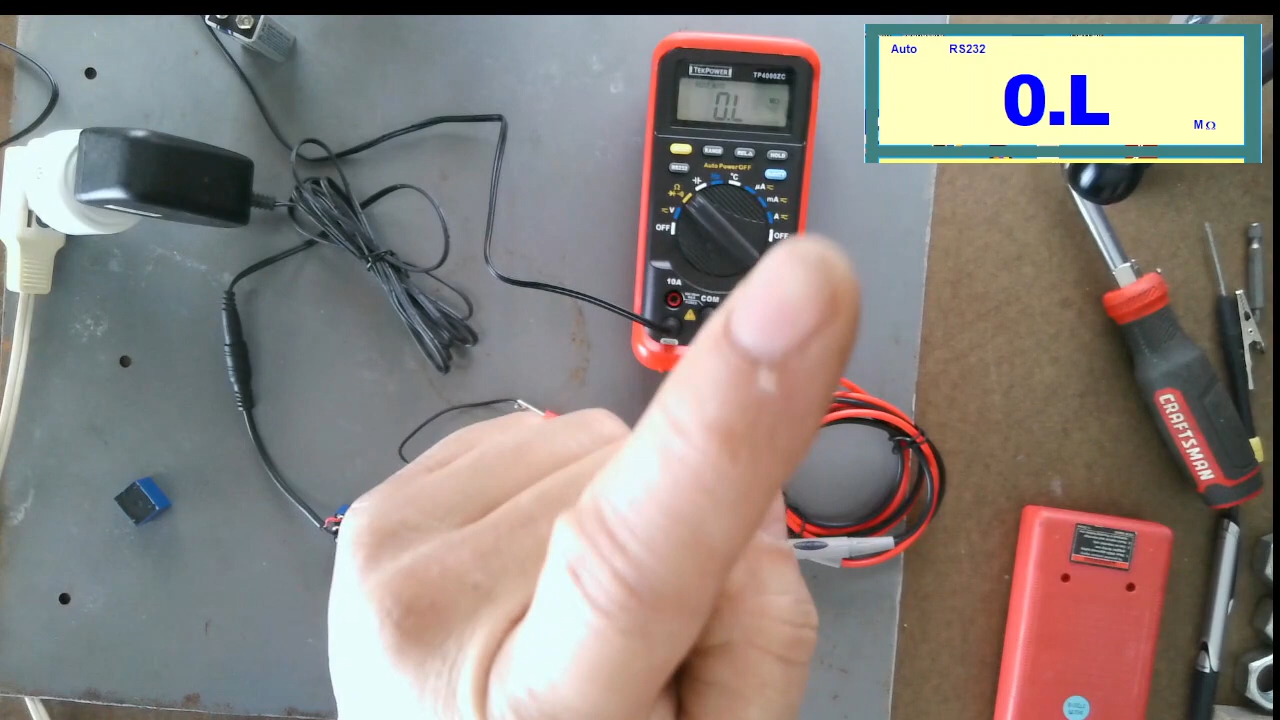 Auto RS232
0.L
MΩ
TEKPOWER
TP4000ZC
0.L
RANGE REL∆ HOLD
RS232
Auto Power OFF
Ω °C µA
mA
V A
OFF OFF
10A
COM
CRAFTSMAN